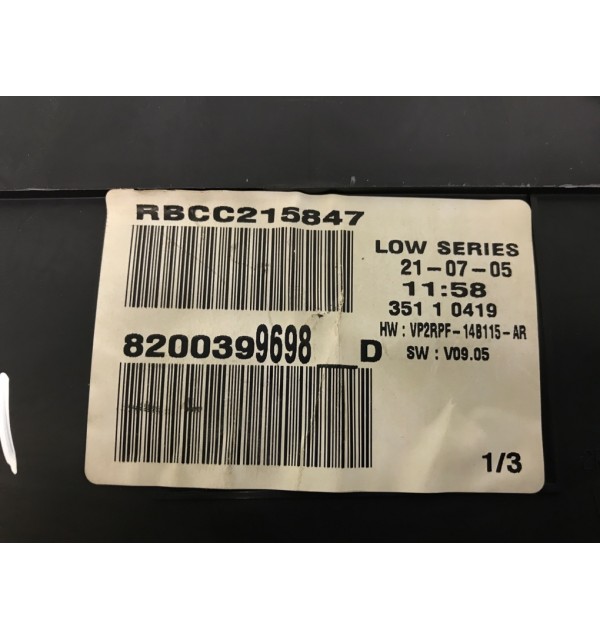 RBCC215847
LOW SERIES
21-07-05
11:58
351 1 0419
HW : VP2RPF-14B115-AR
SW : V09.05
8200399698__D
1/3